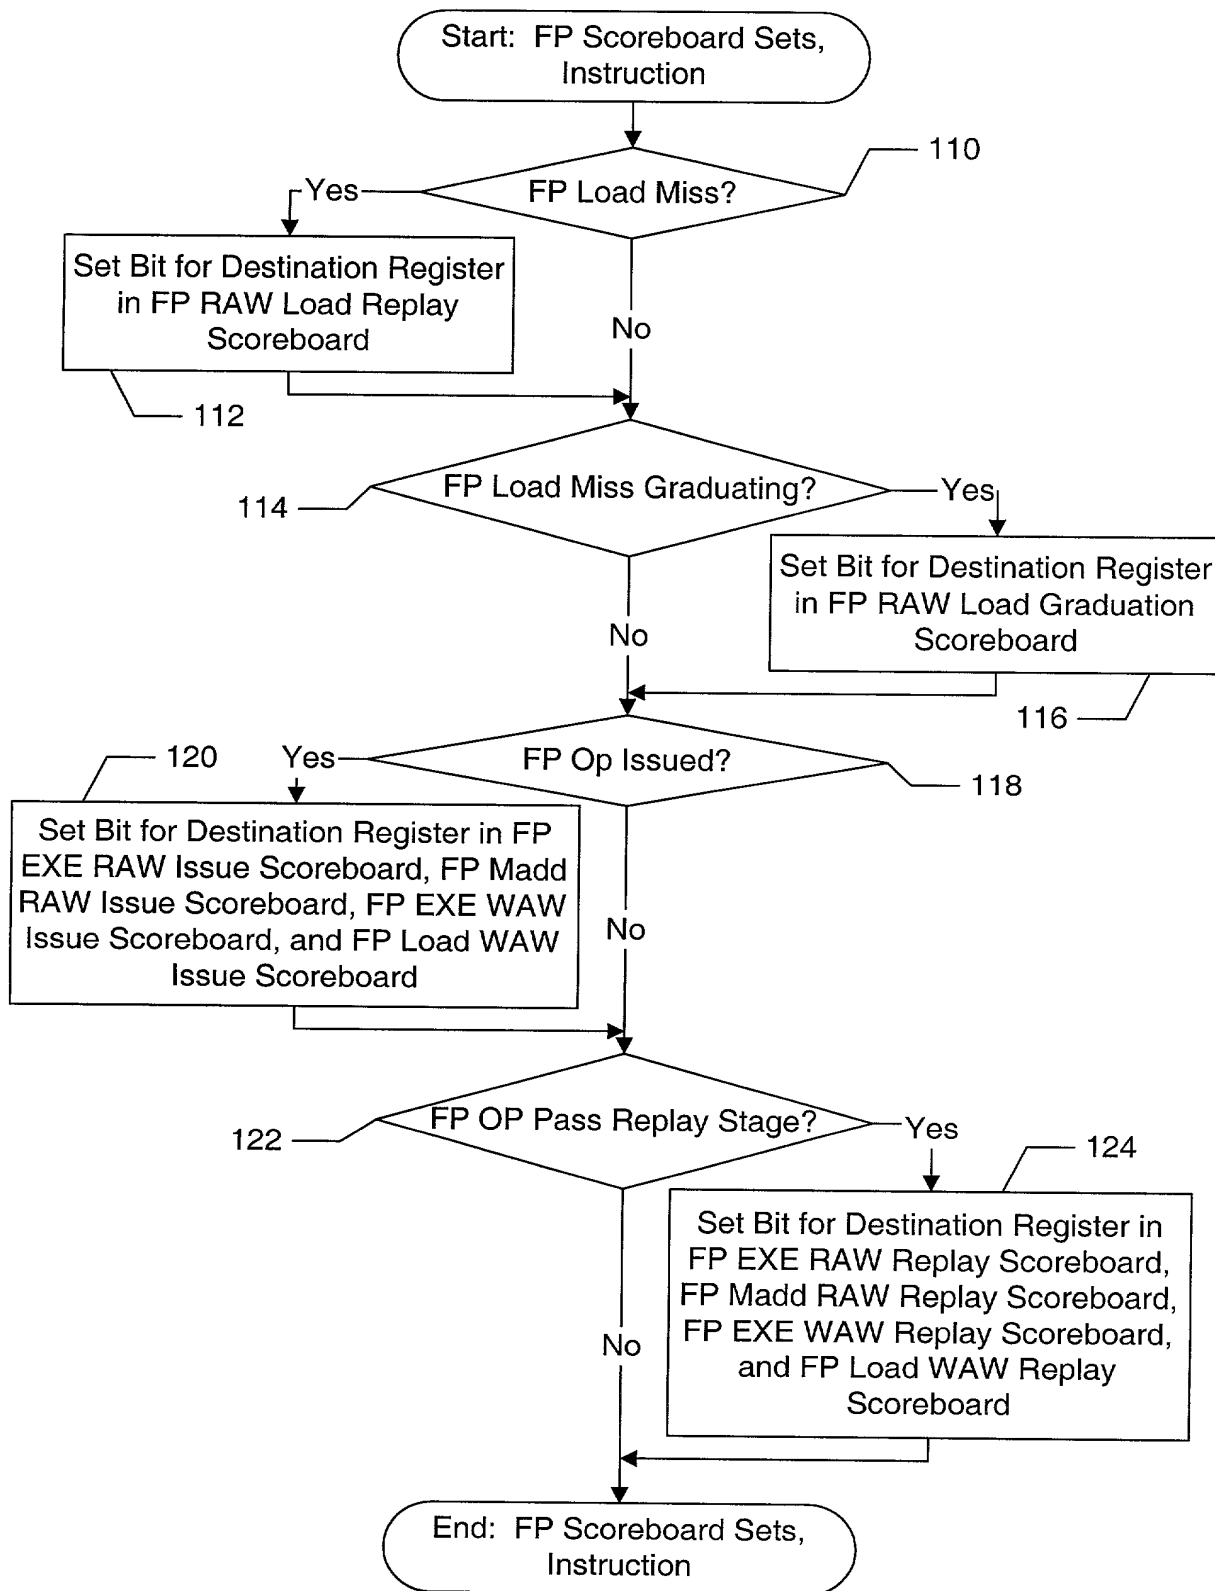 Start: FP Scoreboard Sets,
Instruction
110
FP Load Miss?
Yes
Set Bit for Destination Register
in FP RAW Load Replay
Scoreboard
No
112
FP Load Miss Graduating?
114
Yes
Set Bit for Destination Register
in FP RAW Load Graduation
Scoreboard
No
116
FP Op Issued?
118
Yes
120
Set Bit for Destination Register in FP
EXE RAW Issue Scoreboard, FP Madd
RAW Issue Scoreboard, FP EXE WAW
Issue Scoreboard, and FP Load WAW
Issue Scoreboard
No
FP OP Pass Replay Stage?
122
Yes
124
Set Bit for Destination Register in
FP EXE RAW Replay Scoreboard,
FP Madd RAW Replay Scoreboard,
FP EXE WAW Replay Scoreboard,
and FP Load WAW Replay
Scoreboard
No
End: FP Scoreboard Sets,
Instruction